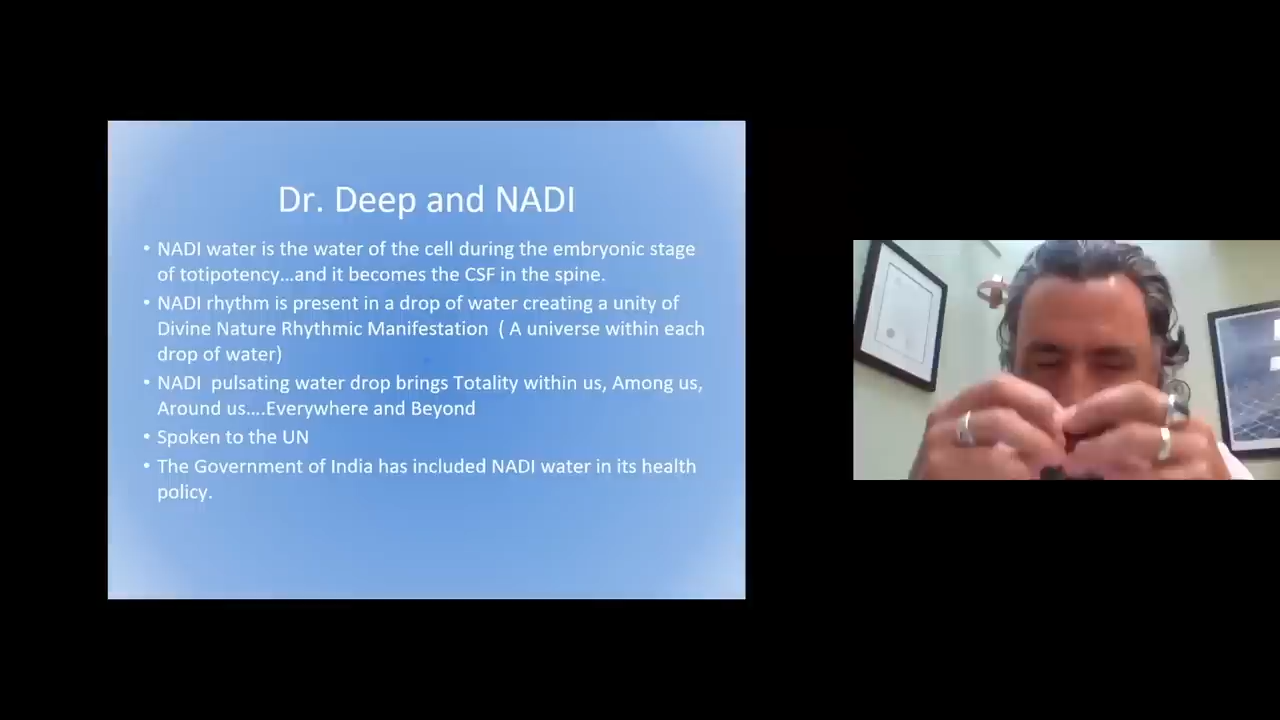 Dr. Deep and NADI
• NADI water is the water of the cell during the embryonic stage
of totipotency...and it becomes the CSF in the spine.
• NADI rhythm is present in a drop of water creating a unity of
Divine Nature Rhythmic Manifestation  ( A universe within each
drop of water)
• NADI  pulsating water drop brings Totality within us, Among us,
Around us....Everywhere and Beyond
• Spoken to the UN
• The Government of India has included NADI water in its health
policy.